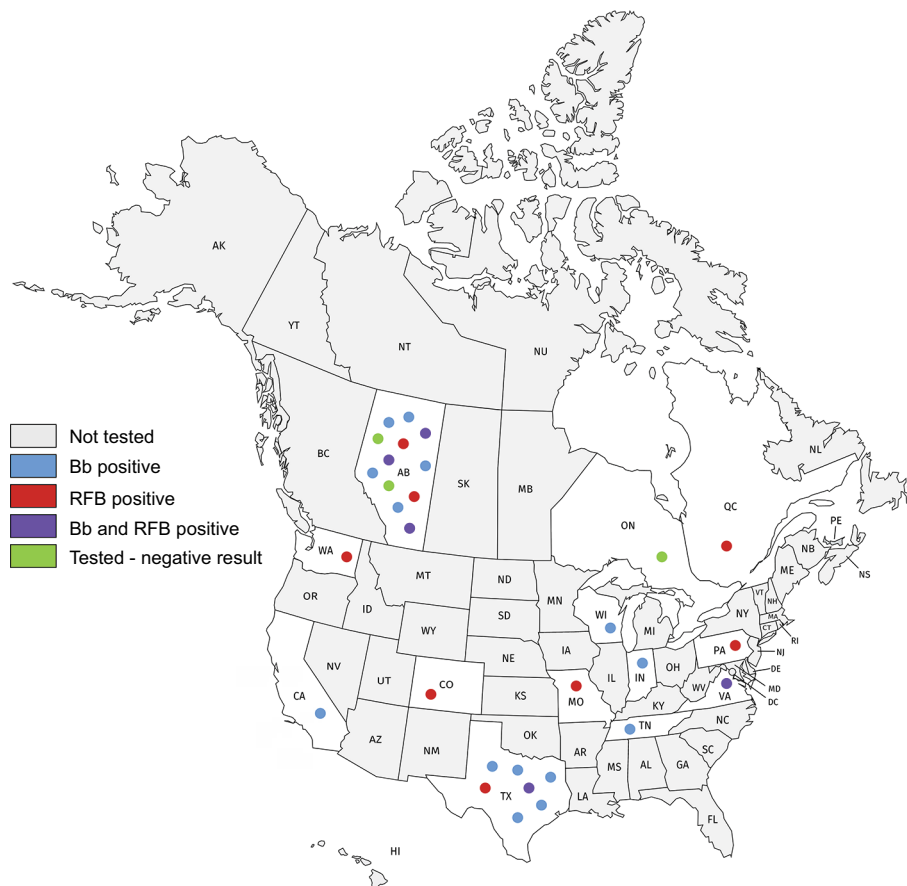 AK
YT
NT
NU
BC
AB
SK
MB
ON
QC
NL
PE
NB
NS
Not tested
Bb positive
RFB positive
Bb and RFB positive
Tested - negative result
WA
MT
ND
MN
WI
MI
NY
VT
NH
ME
MA
CT
RI
OR
ID
WY
SD
IA
PA
NJ
NV
UT
CO
NE
IL
IN
OH
WV
VA
DE
MD
DC
CA
KS
MO
KY
AZ
NM
OK
AR
TN
NC
SC
TX
LA
MS
AL
GA
FL
HI